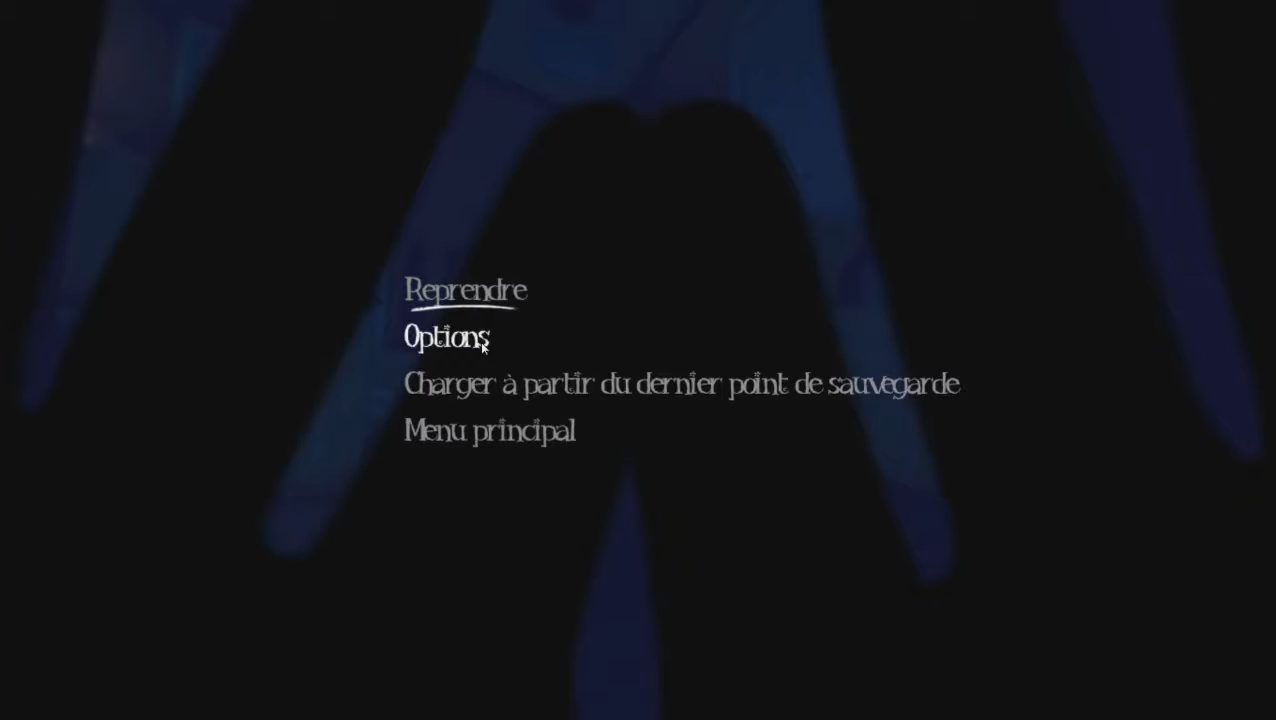 Reprendre
Options
Charger à partir du dernier point de sauvegarde
Menu principal